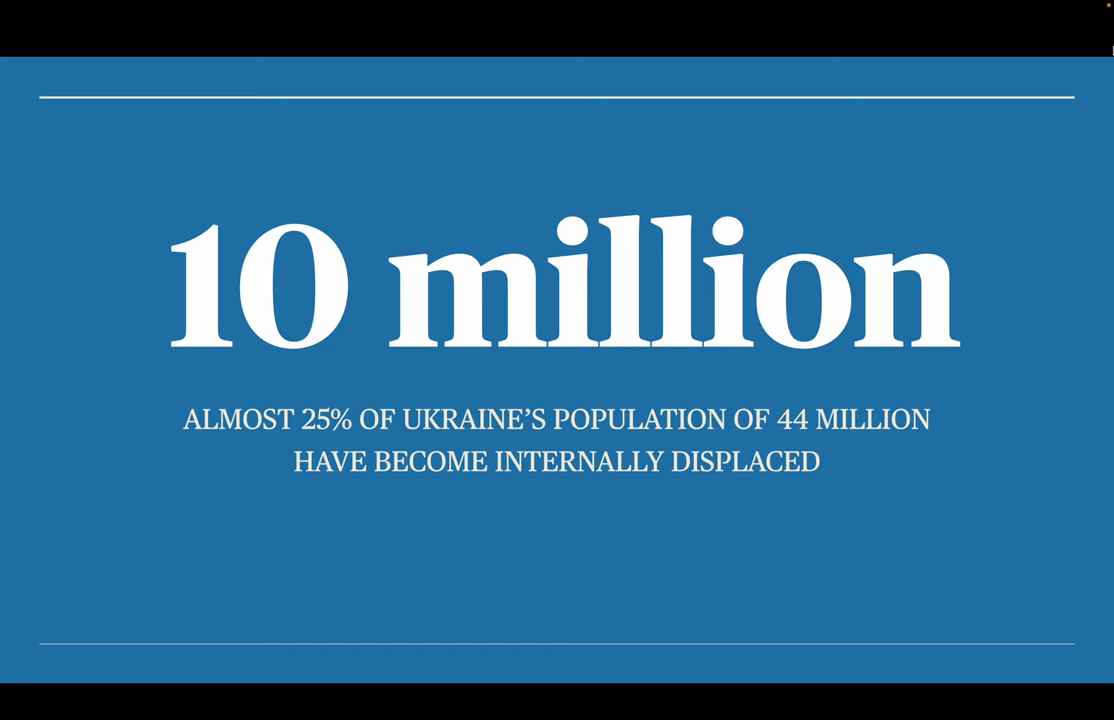 10 million
ALMOST 25% OF UKRAINE’S POPULATION OF 44 MILLION
HAVE BECOME INTERNALLY DISPLACED